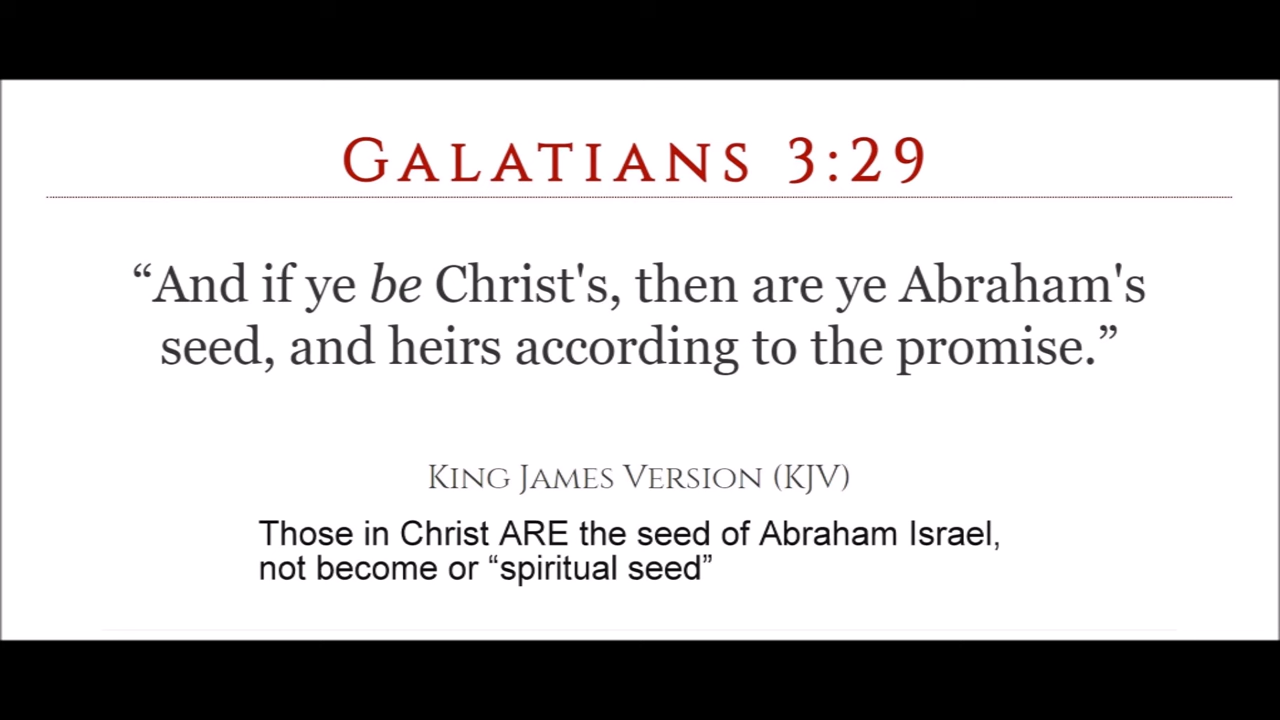 GALATIANS 3:29
“And if ye be Christ's, then are ye Abraham's
seed, and heirs according to the promise.”
KING JAMES VERSION (KJV)
Those in Christ ARE the seed of Abraham Israel,
not become or “spiritual seed”